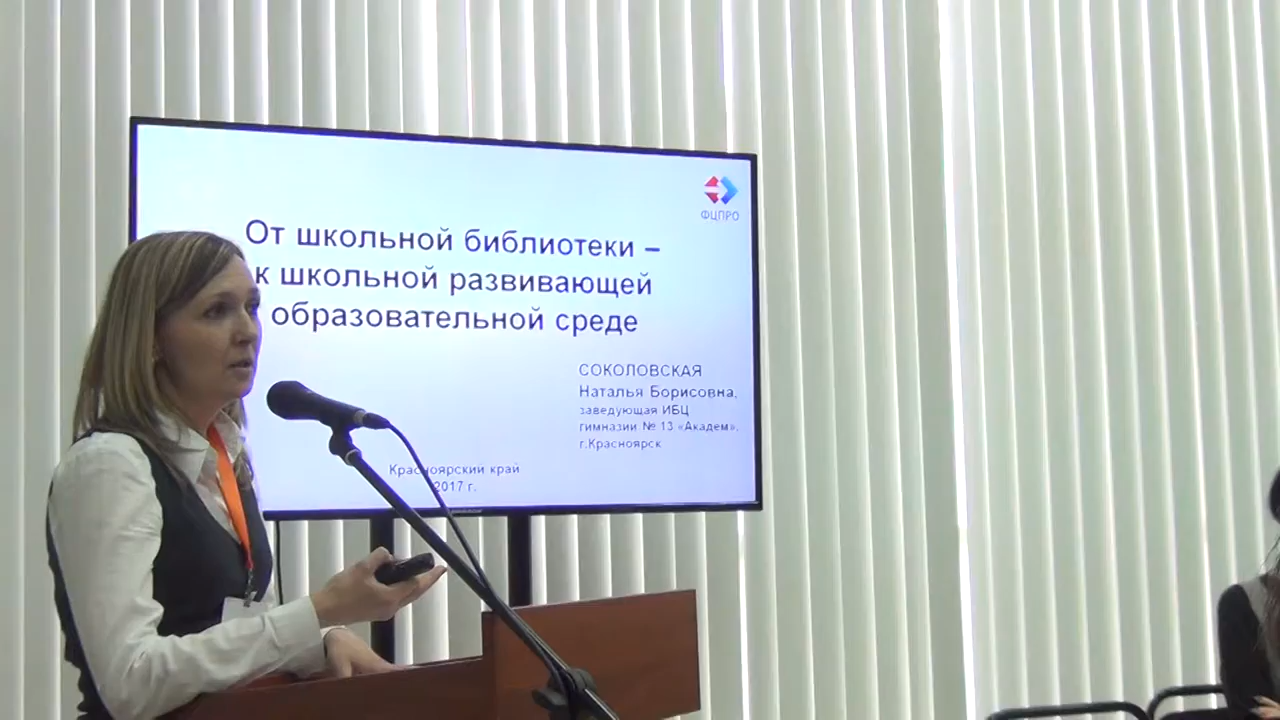 ФЦПРО
От школьной библиотеки –
к школьной развивающей
образовательной среде
СОКОЛОВСКАЯ
Наталья Борисовна,
заведующая ИБЦ
гимназии № 13 «Академ»,
г.Красноярск
Красноярский край
2017 г.